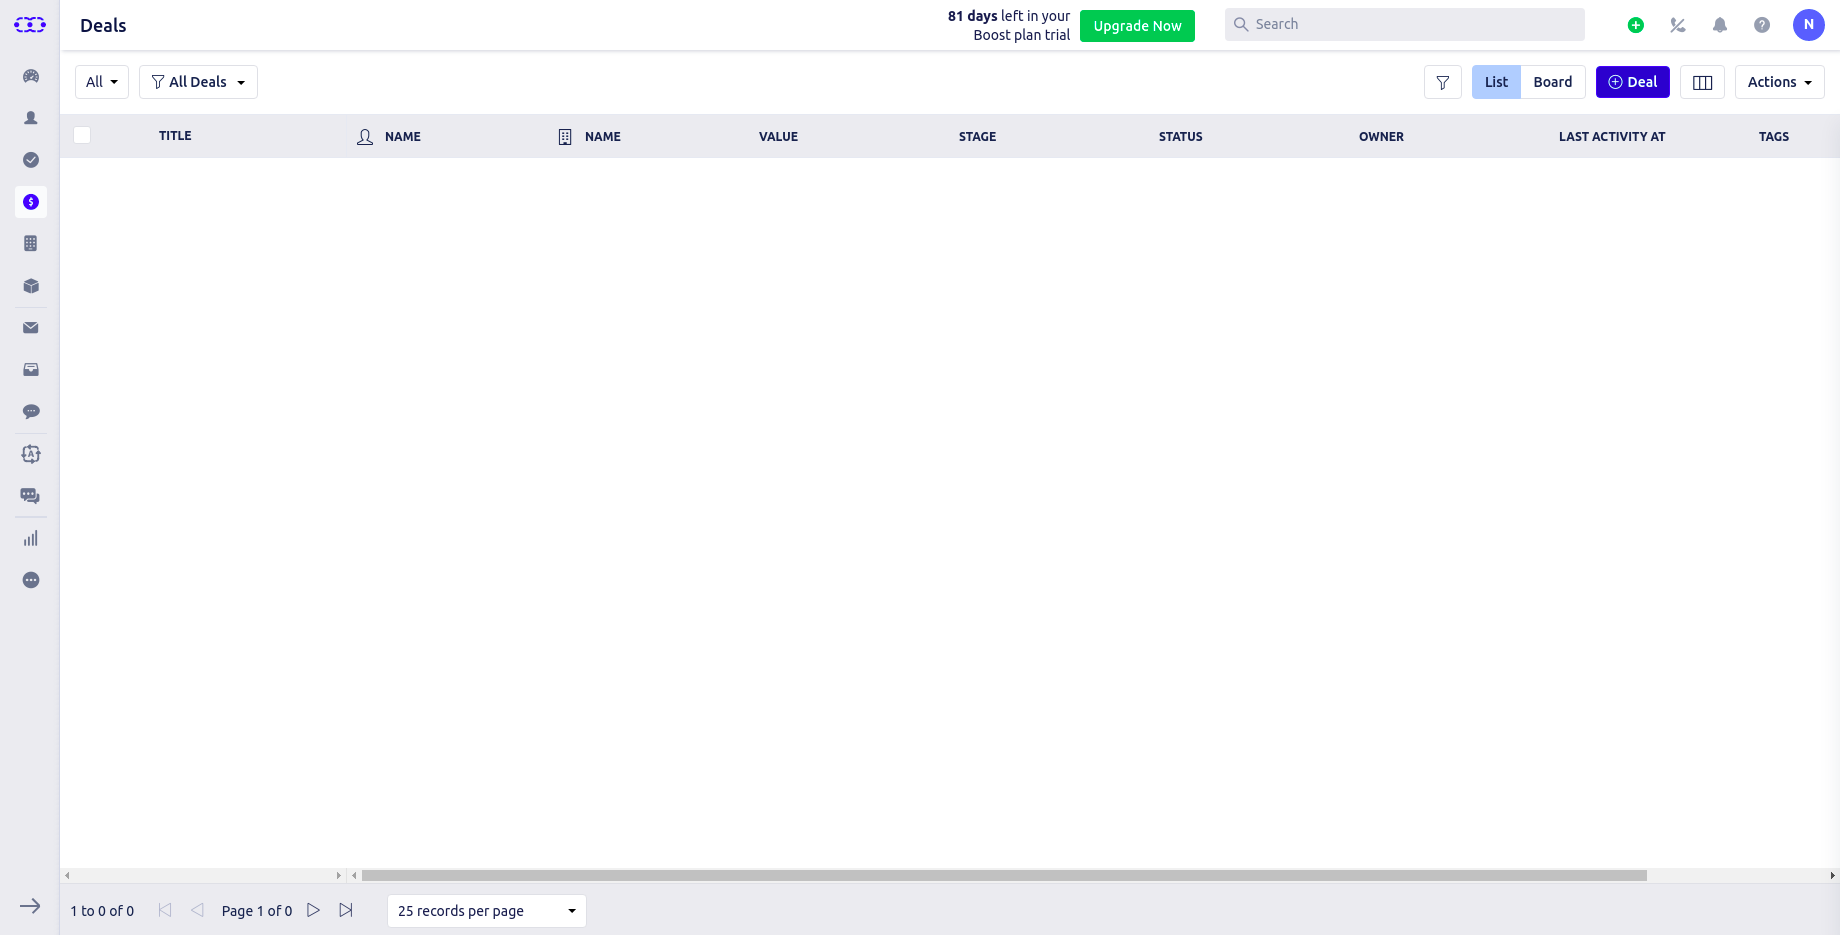 Deals
81 days left in your
Boost plan trial
Upgrade Now
Search
N
All
All Deals
List
Board
Deal
Actions
TITLE
NAME
NAME
VALUE
STAGE
STATUS
OWNER
LAST ACTIVITY AT
TAGS
1 to 0 of 0
Page 1 of 0
25 records per page